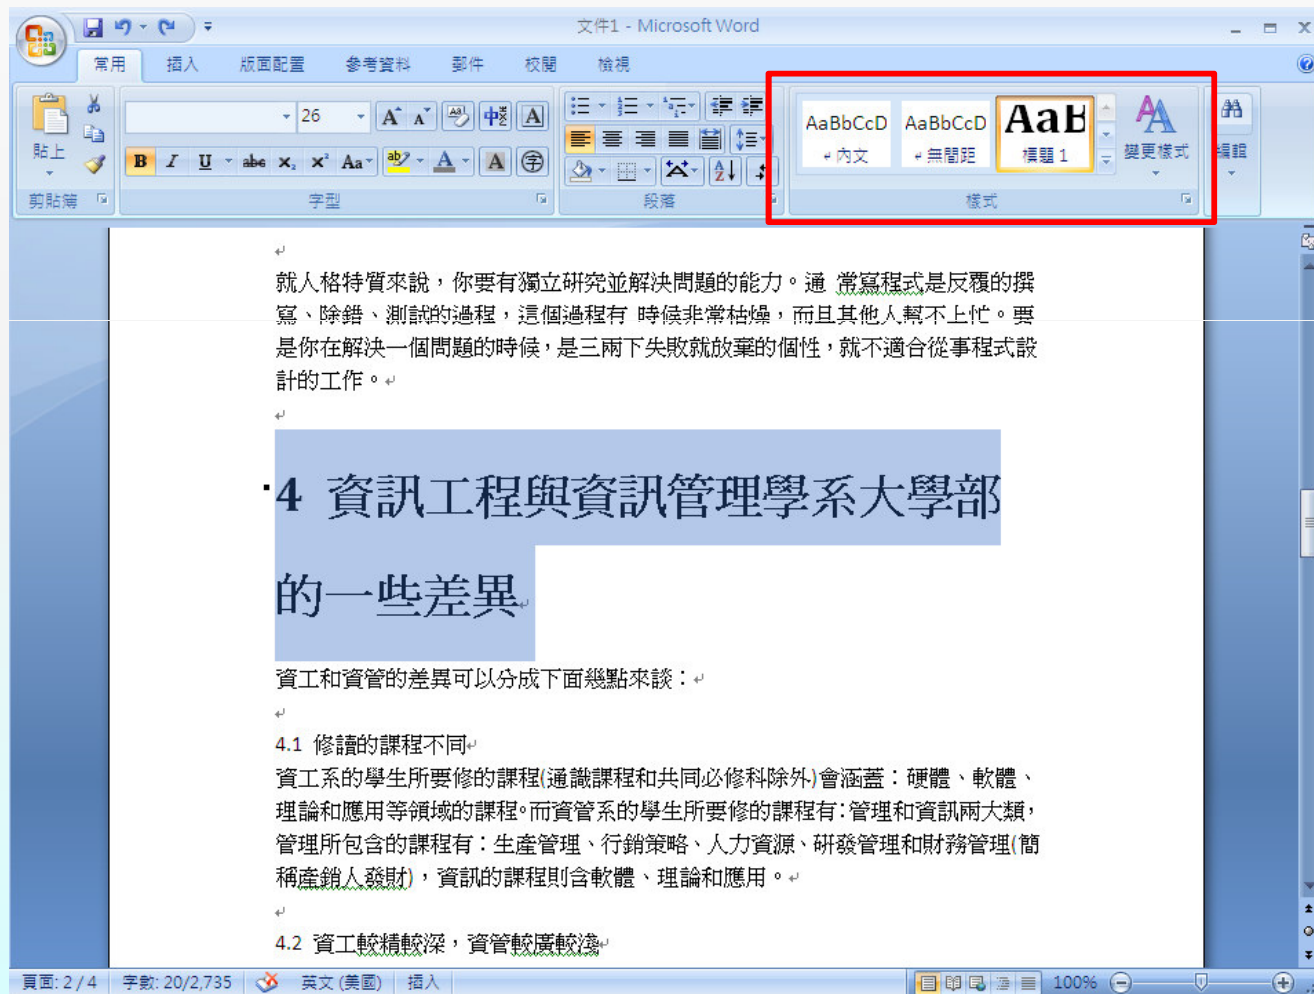 文件1 - Microsoft Word
常用 插入 版面配置 參考資料 郵件 校閱 檢視
貼上
剪貼簿
26
字型
段落
AaBbCcD AaBbCcD AaB
內文 無間距 標題 1
變更樣式
樣式
編輯
就人格特質來說，你要有獨立研究並解決問題的能力。通 常寫程式是反覆的撰
寫、除錯、測試的過程，這個過程有 時候非常枯燥，而且其他人幫不上忙。要
是你在解決一個問題的時候，是三兩下失敗就放棄的個性，就不適合從事程式設
計的工作。
4 資訊工程與資訊管理學系大學部
的一些差異
資工和資管的差異可以分成下面幾點來談：
4.1 修讀的課程不同
資工系的學生所要修的課程(通識課程和共同必修科除外)會涵蓋：硬體、軟體、
理論和應用等領域的課程。而資管系的學生所要修的課程有：管理和資訊兩大類，
管理所包含的課程有：生產管理、行銷策略、人力資源、研發管理和財務管理(簡
稱產銷人發財)，資訊的課程則含軟體、理論和應用。
4.2 資工較精較深，資管較廣較淺
頁面: 2 / 4 字數: 20/2,735 英文 (美國) 插入 100%